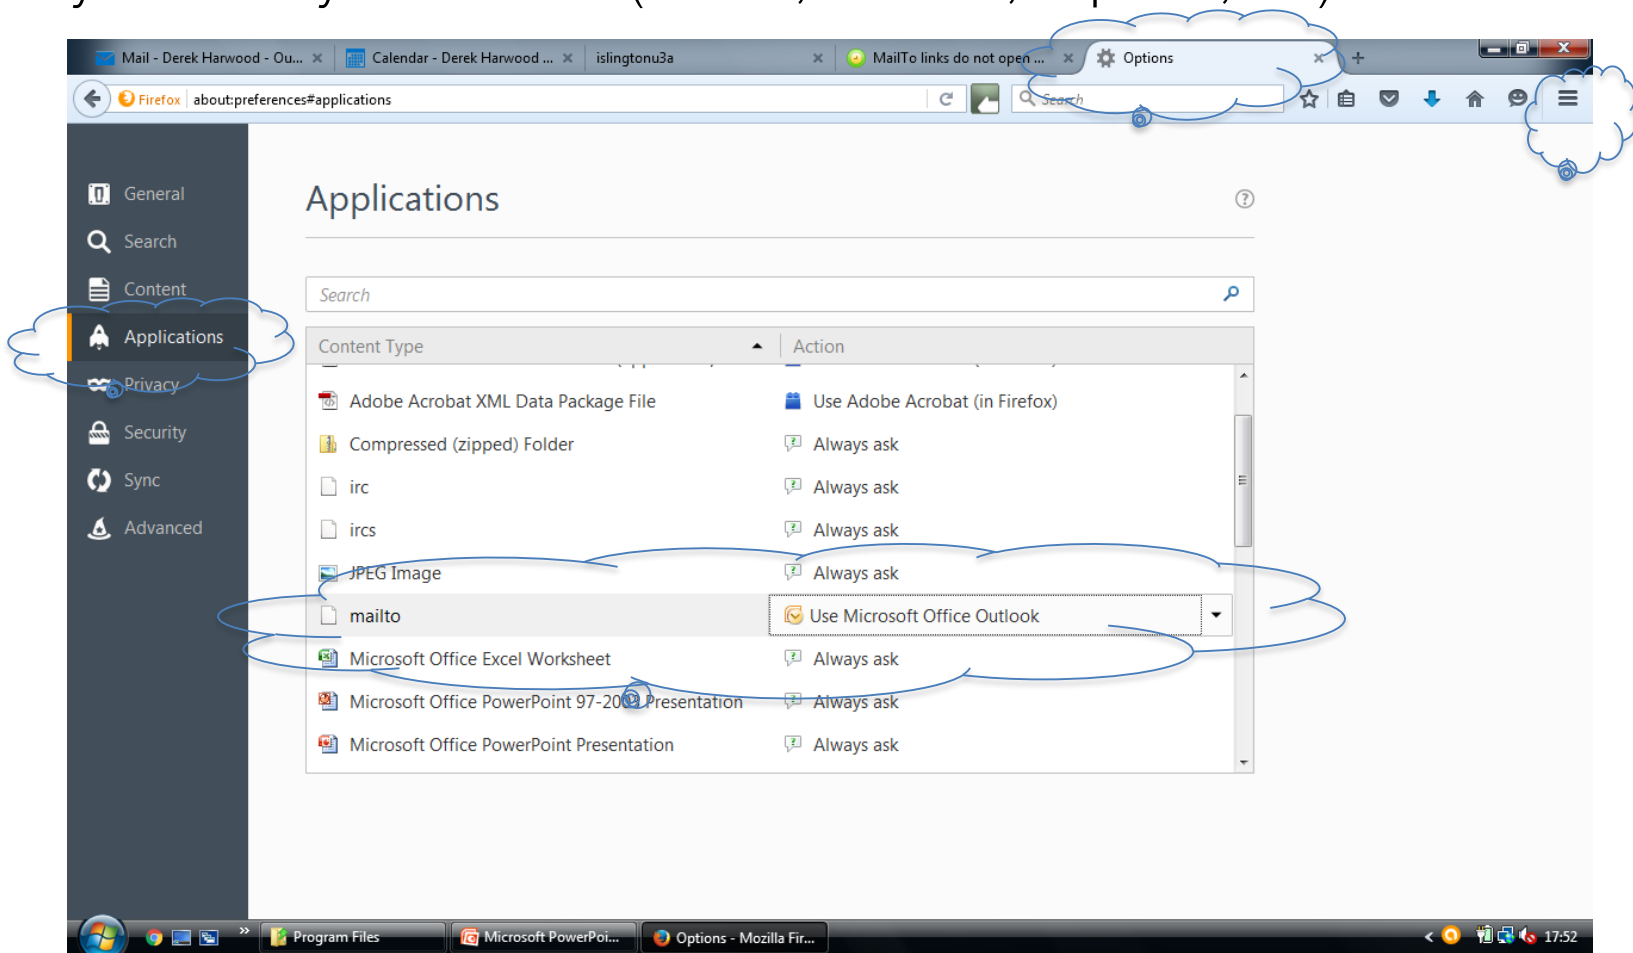 Mail - Derek Harwood - Ou... Calendar - Derek Harwood ... islingtonu3a MailTo links do not open ... Options
Firefox about:preferences#applications Search
General
Search
Content
Applications
Privacy
Security
Sync
Advanced
Applications
Search
Content Type Action
Adobe Acrobat XML Data Package File Use Adobe Acrobat (in Firefox)
Compressed (zipped) Folder Always ask
irc Always ask
ircs Always ask
JPEG Image Always ask
mailto Use Microsoft Office Outlook
Microsoft Office Excel Worksheet Always ask
Microsoft Office PowerPoint 97-2003 Presentation Always ask
Microsoft Office PowerPoint Presentation Always ask
Program Files Microsoft PowerPoi... Options - Mozilla Fir... 17:52